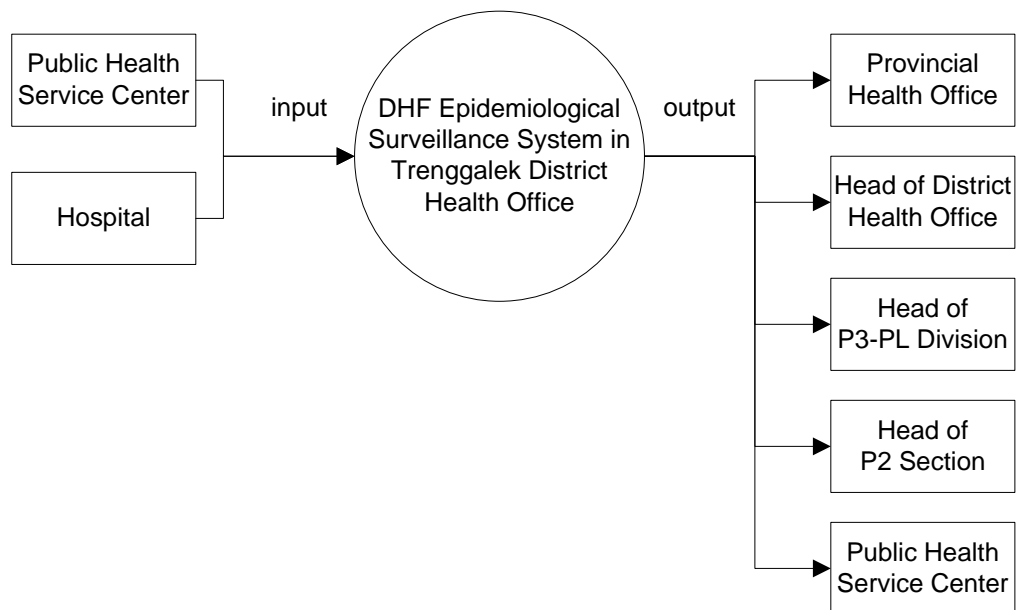 Public Health
Service Center
Hospital
input
DHF Epidemiological
Surveillance System in
Trenggalek District
Health Office
output
Provincial
Health Office
Head of District
Health Office
Head of
P3-PL Division
Head of
P2 Section
Public Health
Service Center